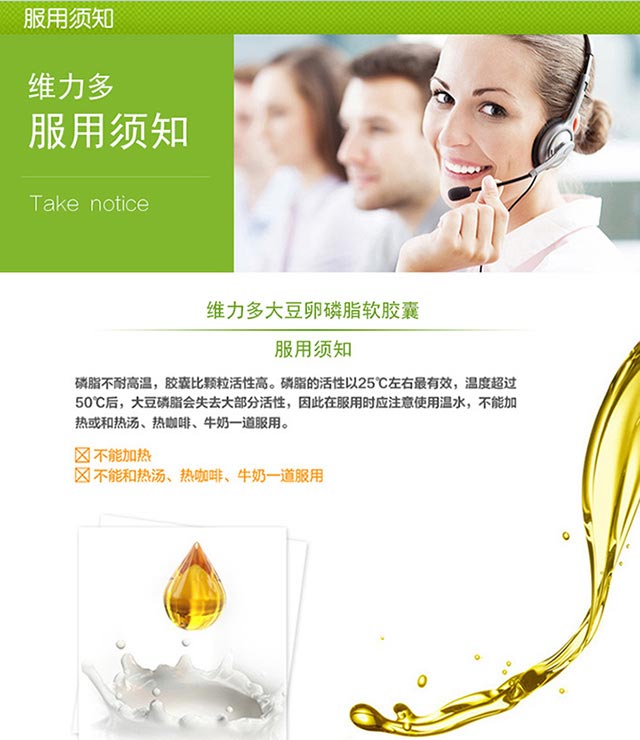 服用须知
维力多
服用须知
Take notice
维力多大豆卵磷脂软胶囊
服用须知
磷脂不耐高温，胶囊比颗粒活性高。磷脂的活性以25℃左右最有效，温度超过
50℃后，大豆磷脂会失去大部分活性，因此在服用时应注意使用温水，不能加
热或和热汤、热咖啡、牛奶一道服用。
不能加热
不能和热汤、热咖啡、牛奶一道服用